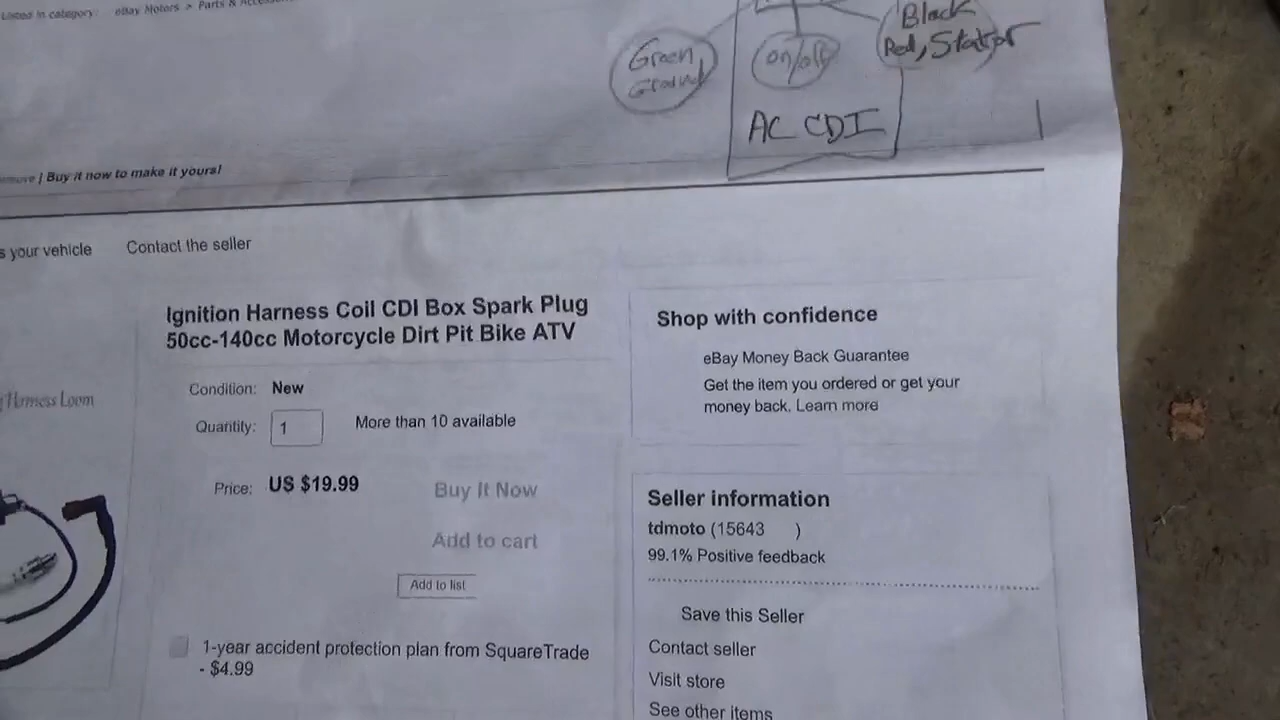 Listed in category: eBay Motors > Parts &
Black
Red, Stator
Green
Ground
on/off
AC CDI
| Buy it now to make it yours!
s your vehicle Contact the seller
Ignition Harness Coil CDI Box Spark Plug
50cc-140cc Motorcycle Dirt Pit Bike ATV
Shop with confidence
eBay Money Back Guarantee
Get the item you ordered or get your
money back. Learn more
Condition: New
Harness Loom
Quantity: 1 More than 10 available
Price: US $19.99 Buy It Now
Add to cart
Add to list
Seller information
tdmoto (15643 )
99.1% Positive feedback
Save this Seller
Contact seller
Visit store
See other items
1-year accident protection plan from SquareTrade
- $4.99